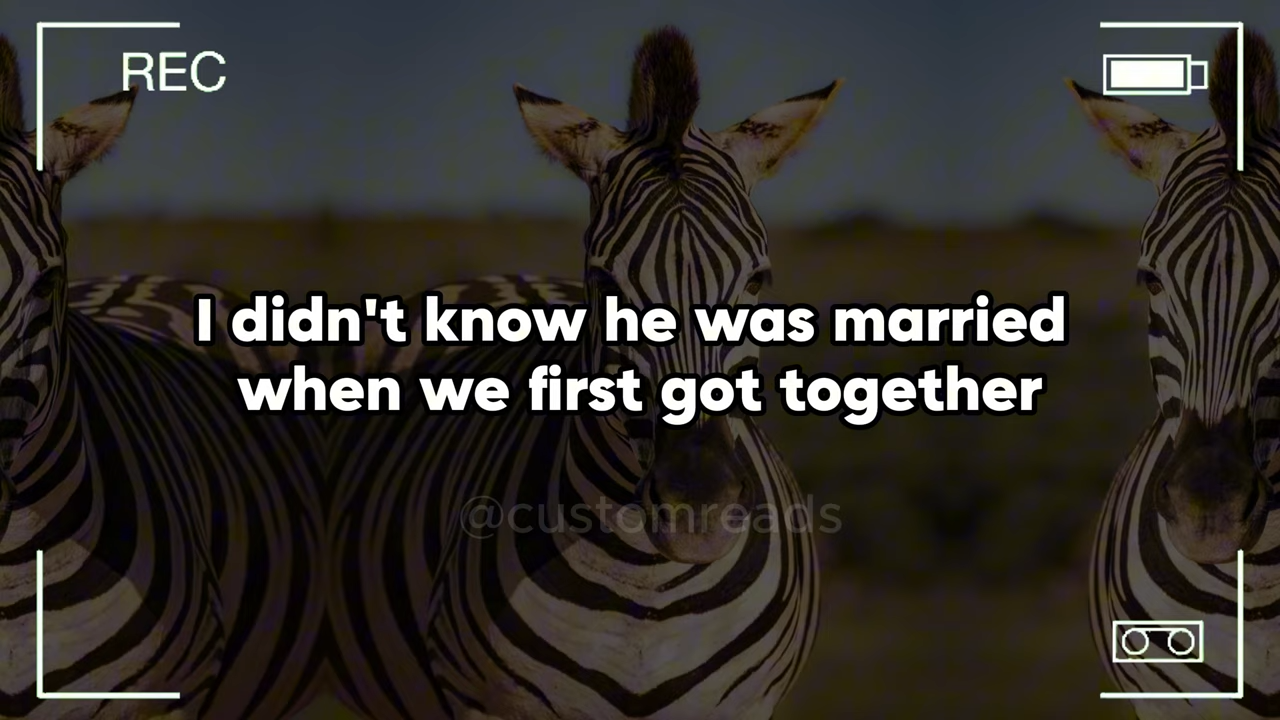 REC
I didn't know he was married
when we first got together
@customreads